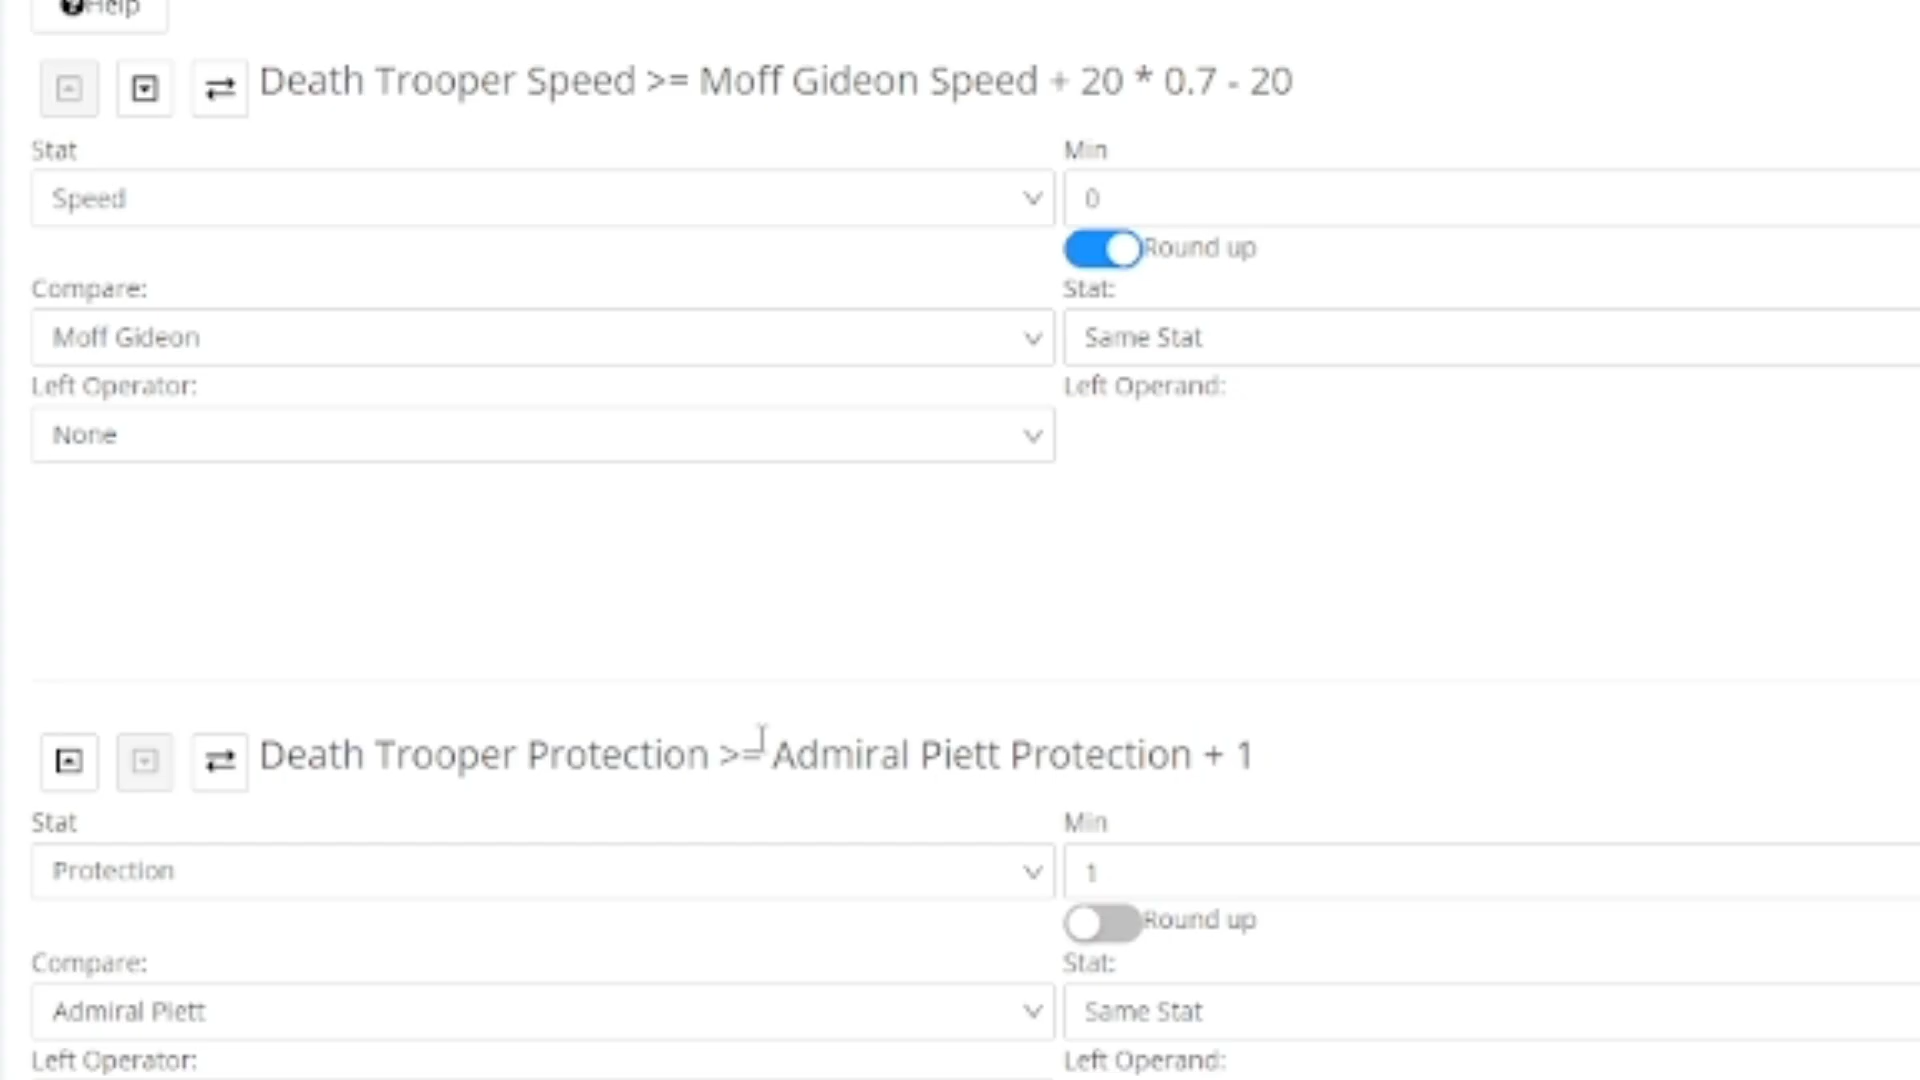 Help
Death Trooper Speed >= Moff Gideon Speed + 20 * 0.7 - 20
Stat
Min
Speed
0
Round up
Compare:
Stat:
Moff Gideon
Same Stat
Left Operator:
Left Operand:
None
Death Trooper Protection >= Admiral Piett Protection + 1
Stat
Min
Protection
1
Round up
Compare:
Stat:
Admiral Piett
Same Stat
Left Operator:
Left Operand: